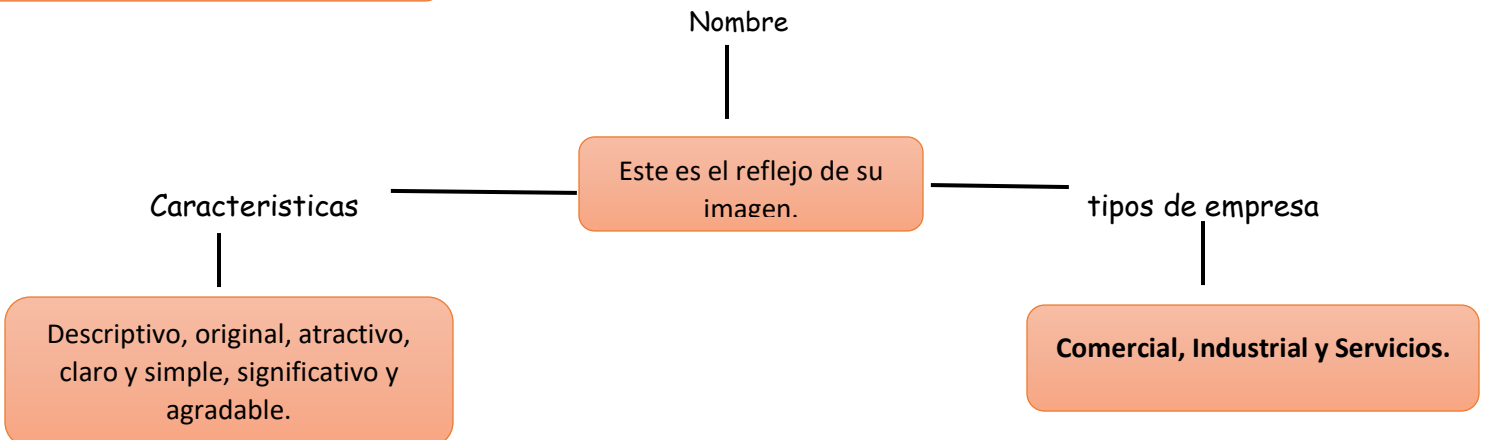 Nombre
Este es el reflejo de su
imagen.
Caracteristicas
tipos de empresa
Descriptivo, original, atractivo,
claro y simple, significativo y
agradable.
Comercial, Industrial y Servicios.